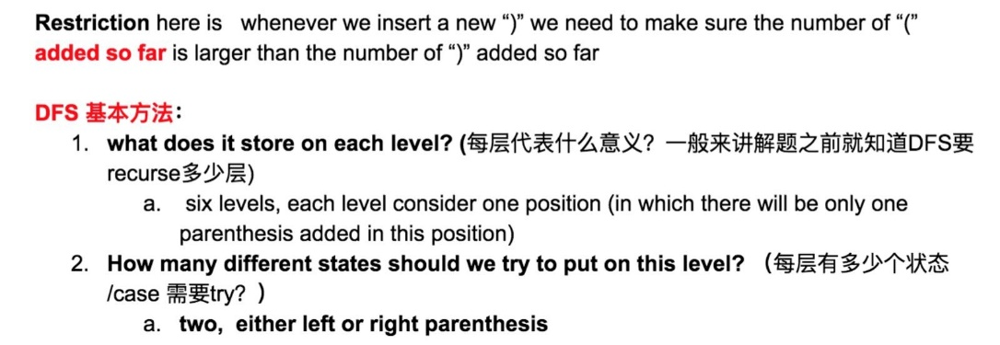 Restriction here is   whenever we insert a new “)” we need to make sure the number of “(”
added so far is larger than the number of “)” added so far
DFS 基本方法：
1. what does it store on each level? (每层代表什么意义？一般来讲解题之前就知道DFS要
recurse多少层)
a. six levels, each level consider one position (in which there will be only one
parenthesis added in this position)
2. How many different states should we try to put on this level? （每层有多少个状态
/case 需要try？）
a. two, either left or right parenthesis